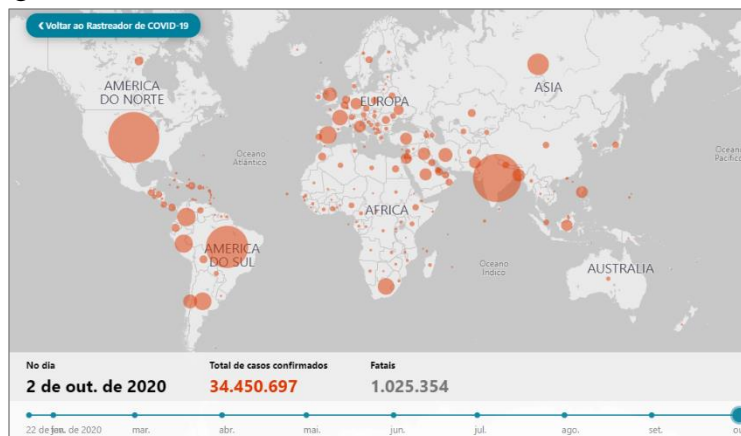 Voltar ao Rastreador de COVID-19
AMERICA
DO NORTE
EUROPA
ASIA
Oceano
Atlântico
Oceano
Pacífico
AFRICA
AMERICA
DO SUL
Oceano
Índico
AUSTRALIA
No dia
Total de casos confirmados
Fatais
2 de out. de 2020
34.450.697
1.025.354
22 de jan. de 2020
mar.
abr.
mai.
jun.
jul.
ago.
set.